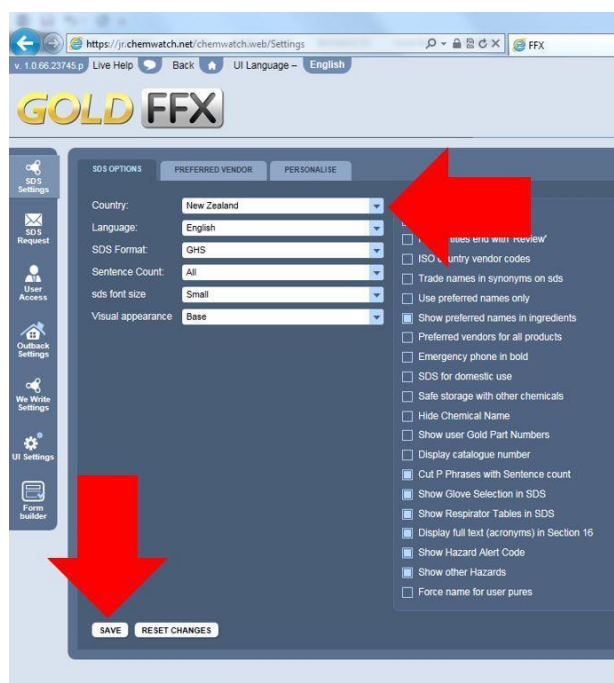 https://jr.chemwatch.net/chemwatch.web/Settings
FFX
v. 1.0.66.23745.p Live Help Back UI Language – English
GOLD FFX
SDS Settings
SDS Request
User Access
Outback Settings
We Write Settings
UI Settings
Form builder
SDS OPTIONS PREFERRED VENDOR PERSONALISE
Country: New Zealand
Language: English
SDS Format: GHS
Sentence Count: All
sds font size Small
Visual appearance Base
titles end with 'Review'
ISO country vendor codes
Trade names in synonyms on sds
Use preferred names only
Show preferred names in ingredients
Preferred vendors for all products
Emergency phone in bold
SDS for domestic use
Safe storage with other chemicals
Hide Chemical Name
Show user Gold Part Numbers
Display catalogue number
Cut P Phrases with Sentence count
Show Glove Selection in SDS
Show Respirator Tables in SDS
Display full text (acronyms) in Section 16
Show Hazard Alert Code
Show other Hazards
Force name for user pures
SAVE RESET CHANGES